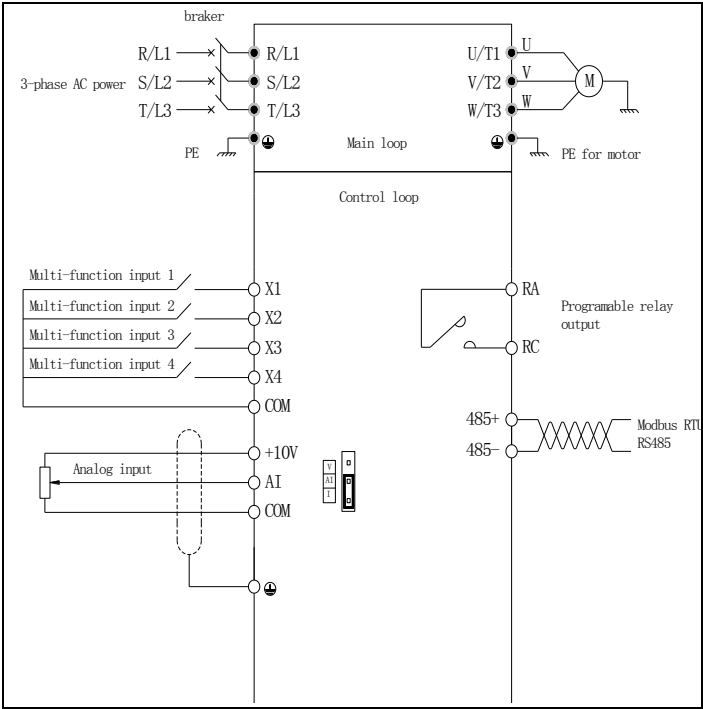 braker
R/L1 R/L1 U/T1 U
3-phase AC power S/L2 S/L2 V/T2 V M
T/L3 T/L3 W/T3 W
PE Main loop PE for motor
Control loop
Multi-function input 1 X1 RA
Multi-function input 2 X2 Programable relay
output
Multi-function input 3 X3 RC
Multi-function input 4 X4
COM
485+ Modbus RTU
RS485
485-
+10V
Analog input AI
COM
V
AI
I